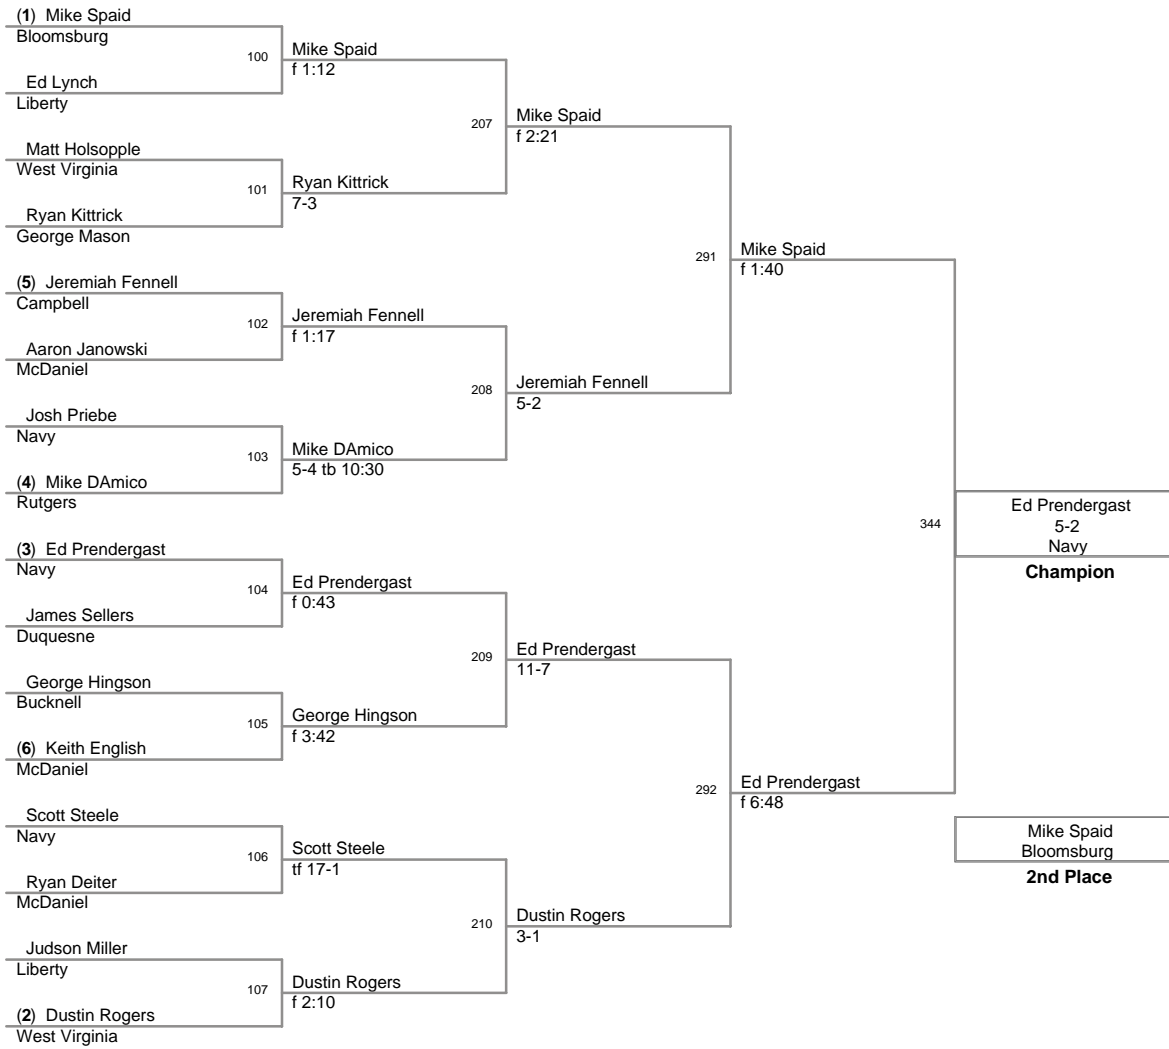 (1) Mike Spaid
Bloomsburg
100
Ed Lynch
Liberty
Mike Spaid
f 1:12
Matt Holsopple
West Virginia
101
Ryan Kittrick
George Mason
Ryan Kittrick
7-3
207
Mike Spaid
f 2:21
(5) Jeremiah Fennell
Campbell
102
Aaron Janowski
McDaniel
Jeremiah Fennell
f 1:17
Josh Priebe
Navy
103
(4) Mike DAmico
Rutgers
Mike DAmico
5-4 tb 10:30
208
Jeremiah Fennell
5-2
291
Mike Spaid
f 1:40
(3) Ed Prendergast
Navy
104
James Sellers
Duquesne
Ed Prendergast
f 0:43
George Hingson
Bucknell
105
(6) Keith English
McDaniel
George Hingson
f 3:42
209
Ed Prendergast
11-7
Scott Steele
Navy
106
Ryan Deiter
McDaniel
Scott Steele
tf 17-1
Judson Miller
Liberty
107
(2) Dustin Rogers
West Virginia
Dustin Rogers
f 2:10
210
Dustin Rogers
3-1
292
Ed Prendergast
f 6:48
344
Ed Prendergast
5-2
Navy
Champion
Mike Spaid
Bloomsburg
2nd Place